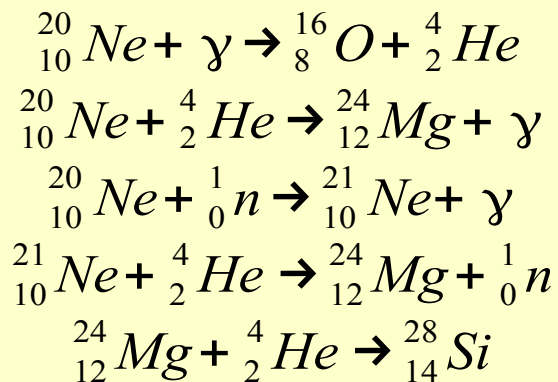 ²⁰₁₀Ne + γ → ¹⁶₈O + ⁴₂He
²⁰₁₀Ne + ⁴₂He → ²⁴₁₂Mg + γ
²⁰₁₀Ne + ¹₀n → ²¹₁₀Ne + γ
²¹₁₀Ne + ⁴₂He → ²⁴₁₂Mg + ¹₀n
²⁴₁₂Mg + ⁴₂He → ²⁸₁₄Si